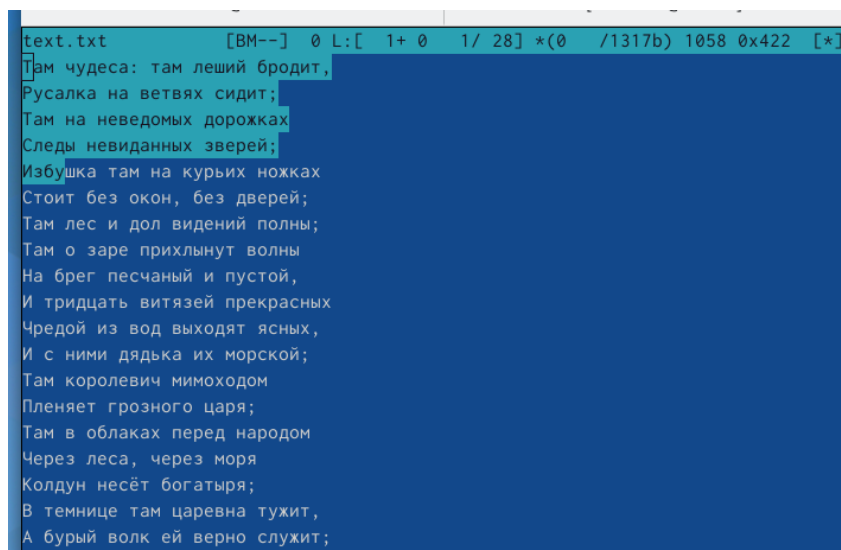 text.txt [BM--] 0 L:[ 1+ 0 1/ 28] *(0 /1317b) 1058 0x422 [*]
Там чудеса: там леший бродит,
Русалка на ветвях сидит;
Там на неведомых дорожках
Следы невиданных зверей;
Избушка там на курьих ножках
Стоит без окон, без дверей;
Там лес и дол видений полны;
Там о заре прихлынут волны
На брег песчаный и пустой,
И тридцать витязей прекрасных
Чредой из вод выходят ясных,
И с ними дядька их морской;
Там королевич мимоходом
Пленяет грозного царя;
Там в облаках перед народом
Через леса, через моря
Колдун несёт богатыря;
В темнице там царевна тужит,
А бурый волк ей верно служит;